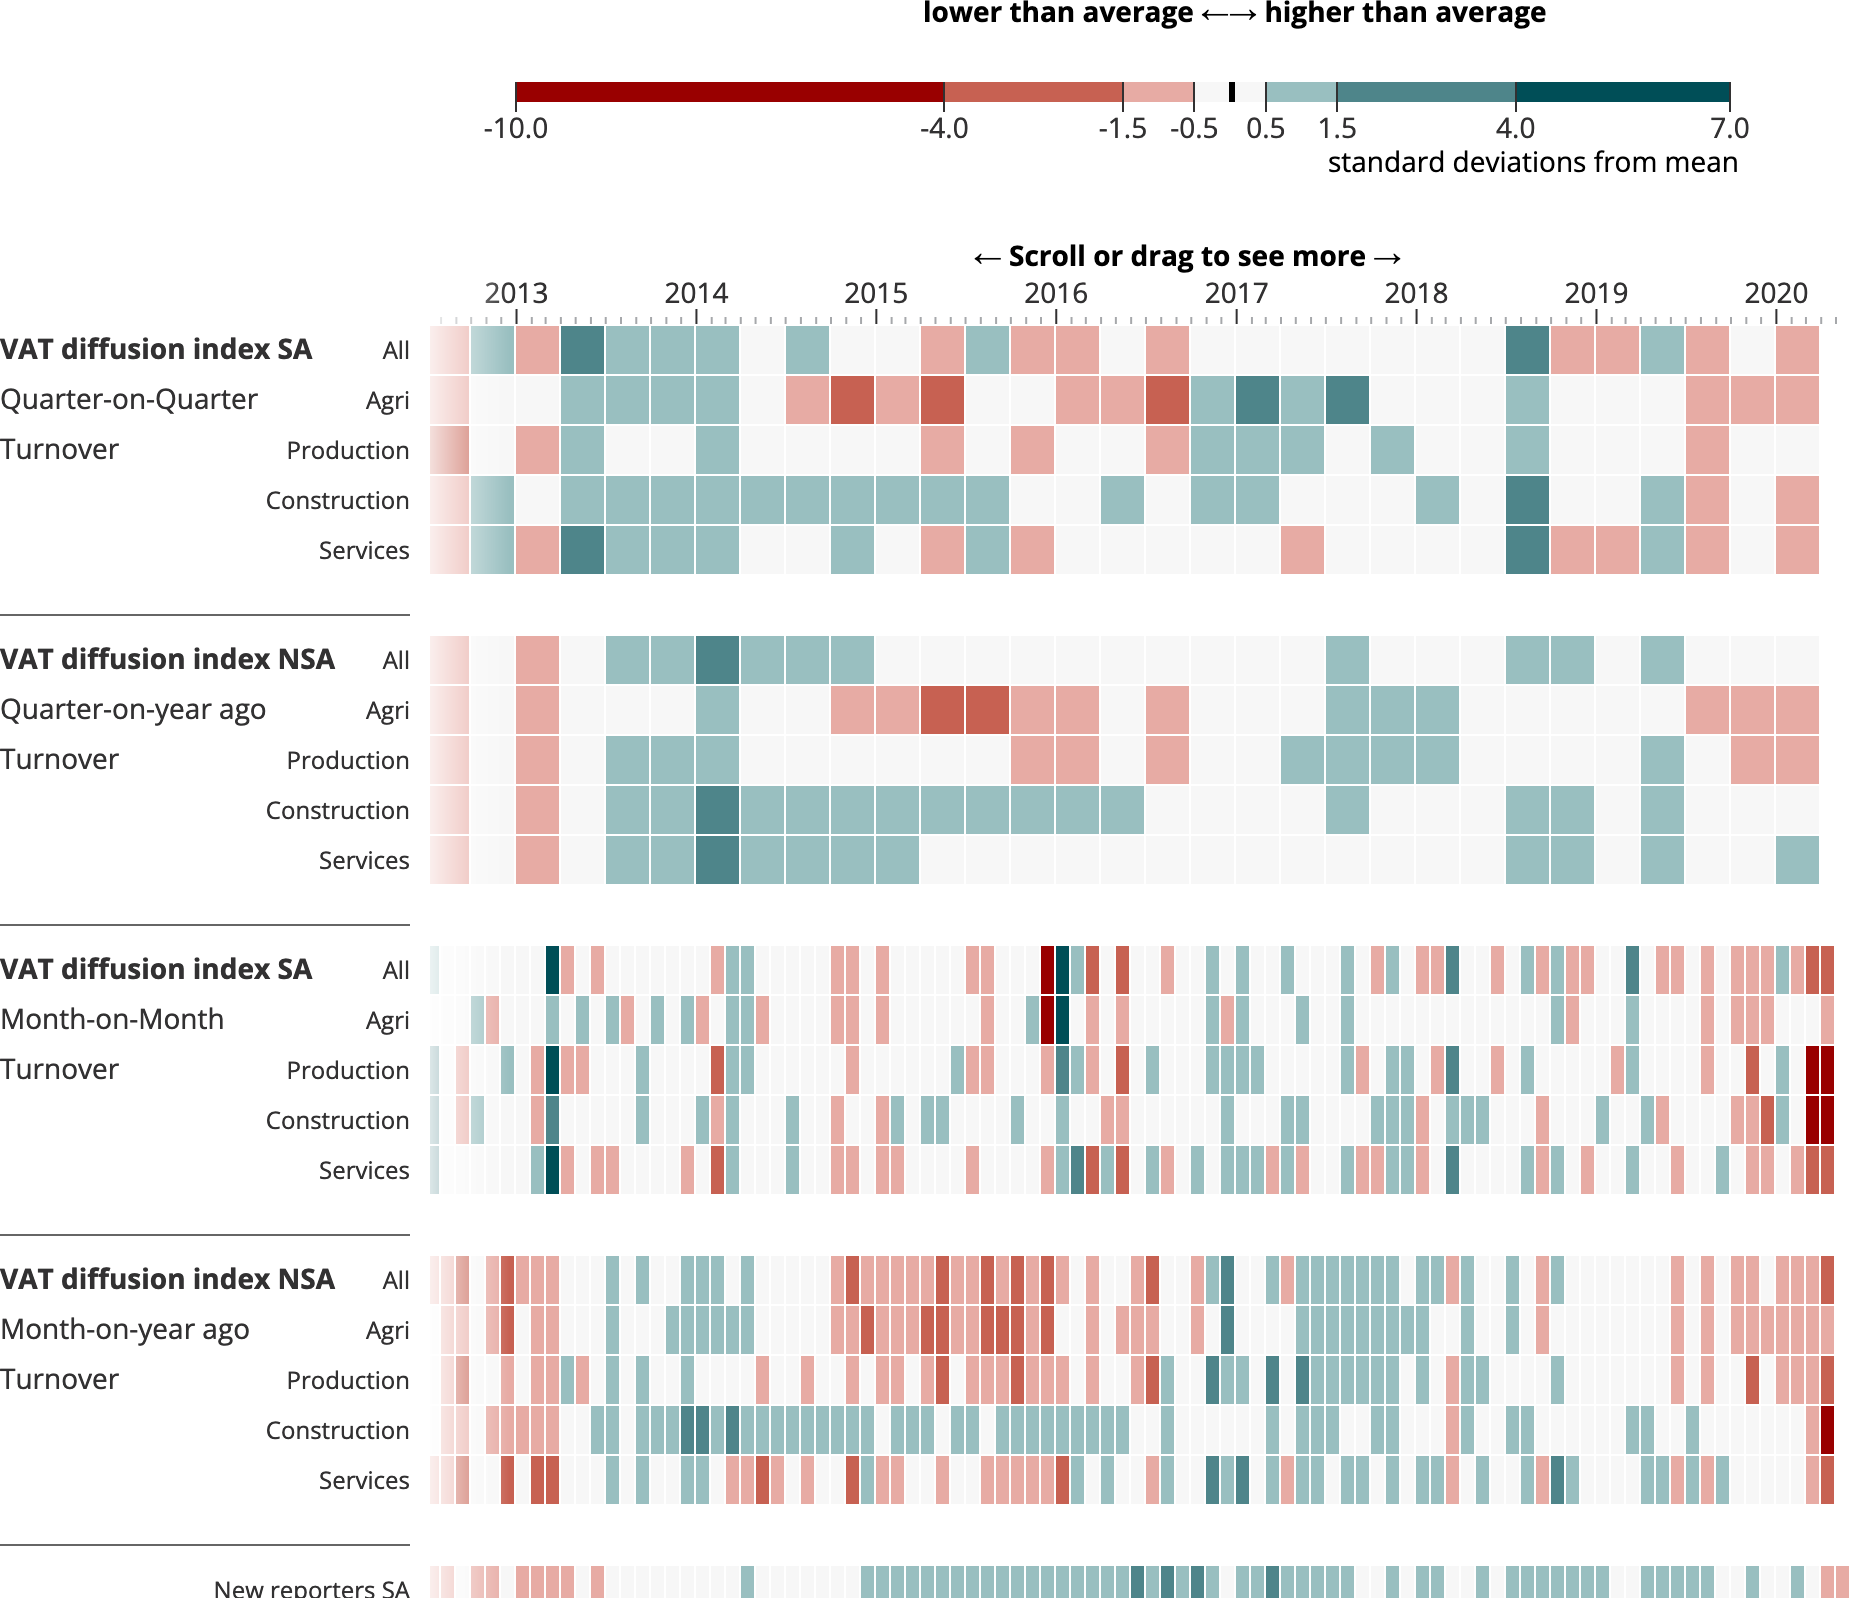 lower than average ←→ higher than average
-10.0 -4.0 -1.5 -0.5 0.5 1.5 4.0 7.0
standard deviations from mean
← Scroll or drag to see more →
2013 2014 2015 2016 2017 2018 2019 2020
VAT diffusion index SA All
Quarter-on-Quarter Agri
Turnover Production
Construction
Services
VAT diffusion index NSA All
Quarter-on-year ago Agri
Turnover Production
Construction
Services
VAT diffusion index SA All
Month-on-Month Agri
Turnover Production
Construction
Services
VAT diffusion index NSA All
Month-on-year ago Agri
Turnover Production
Construction
Services
New reporters SA